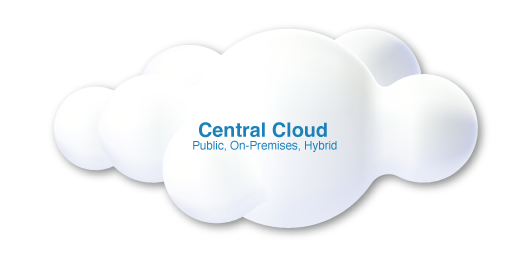 Central Cloud
Public, On-Premises, Hybrid